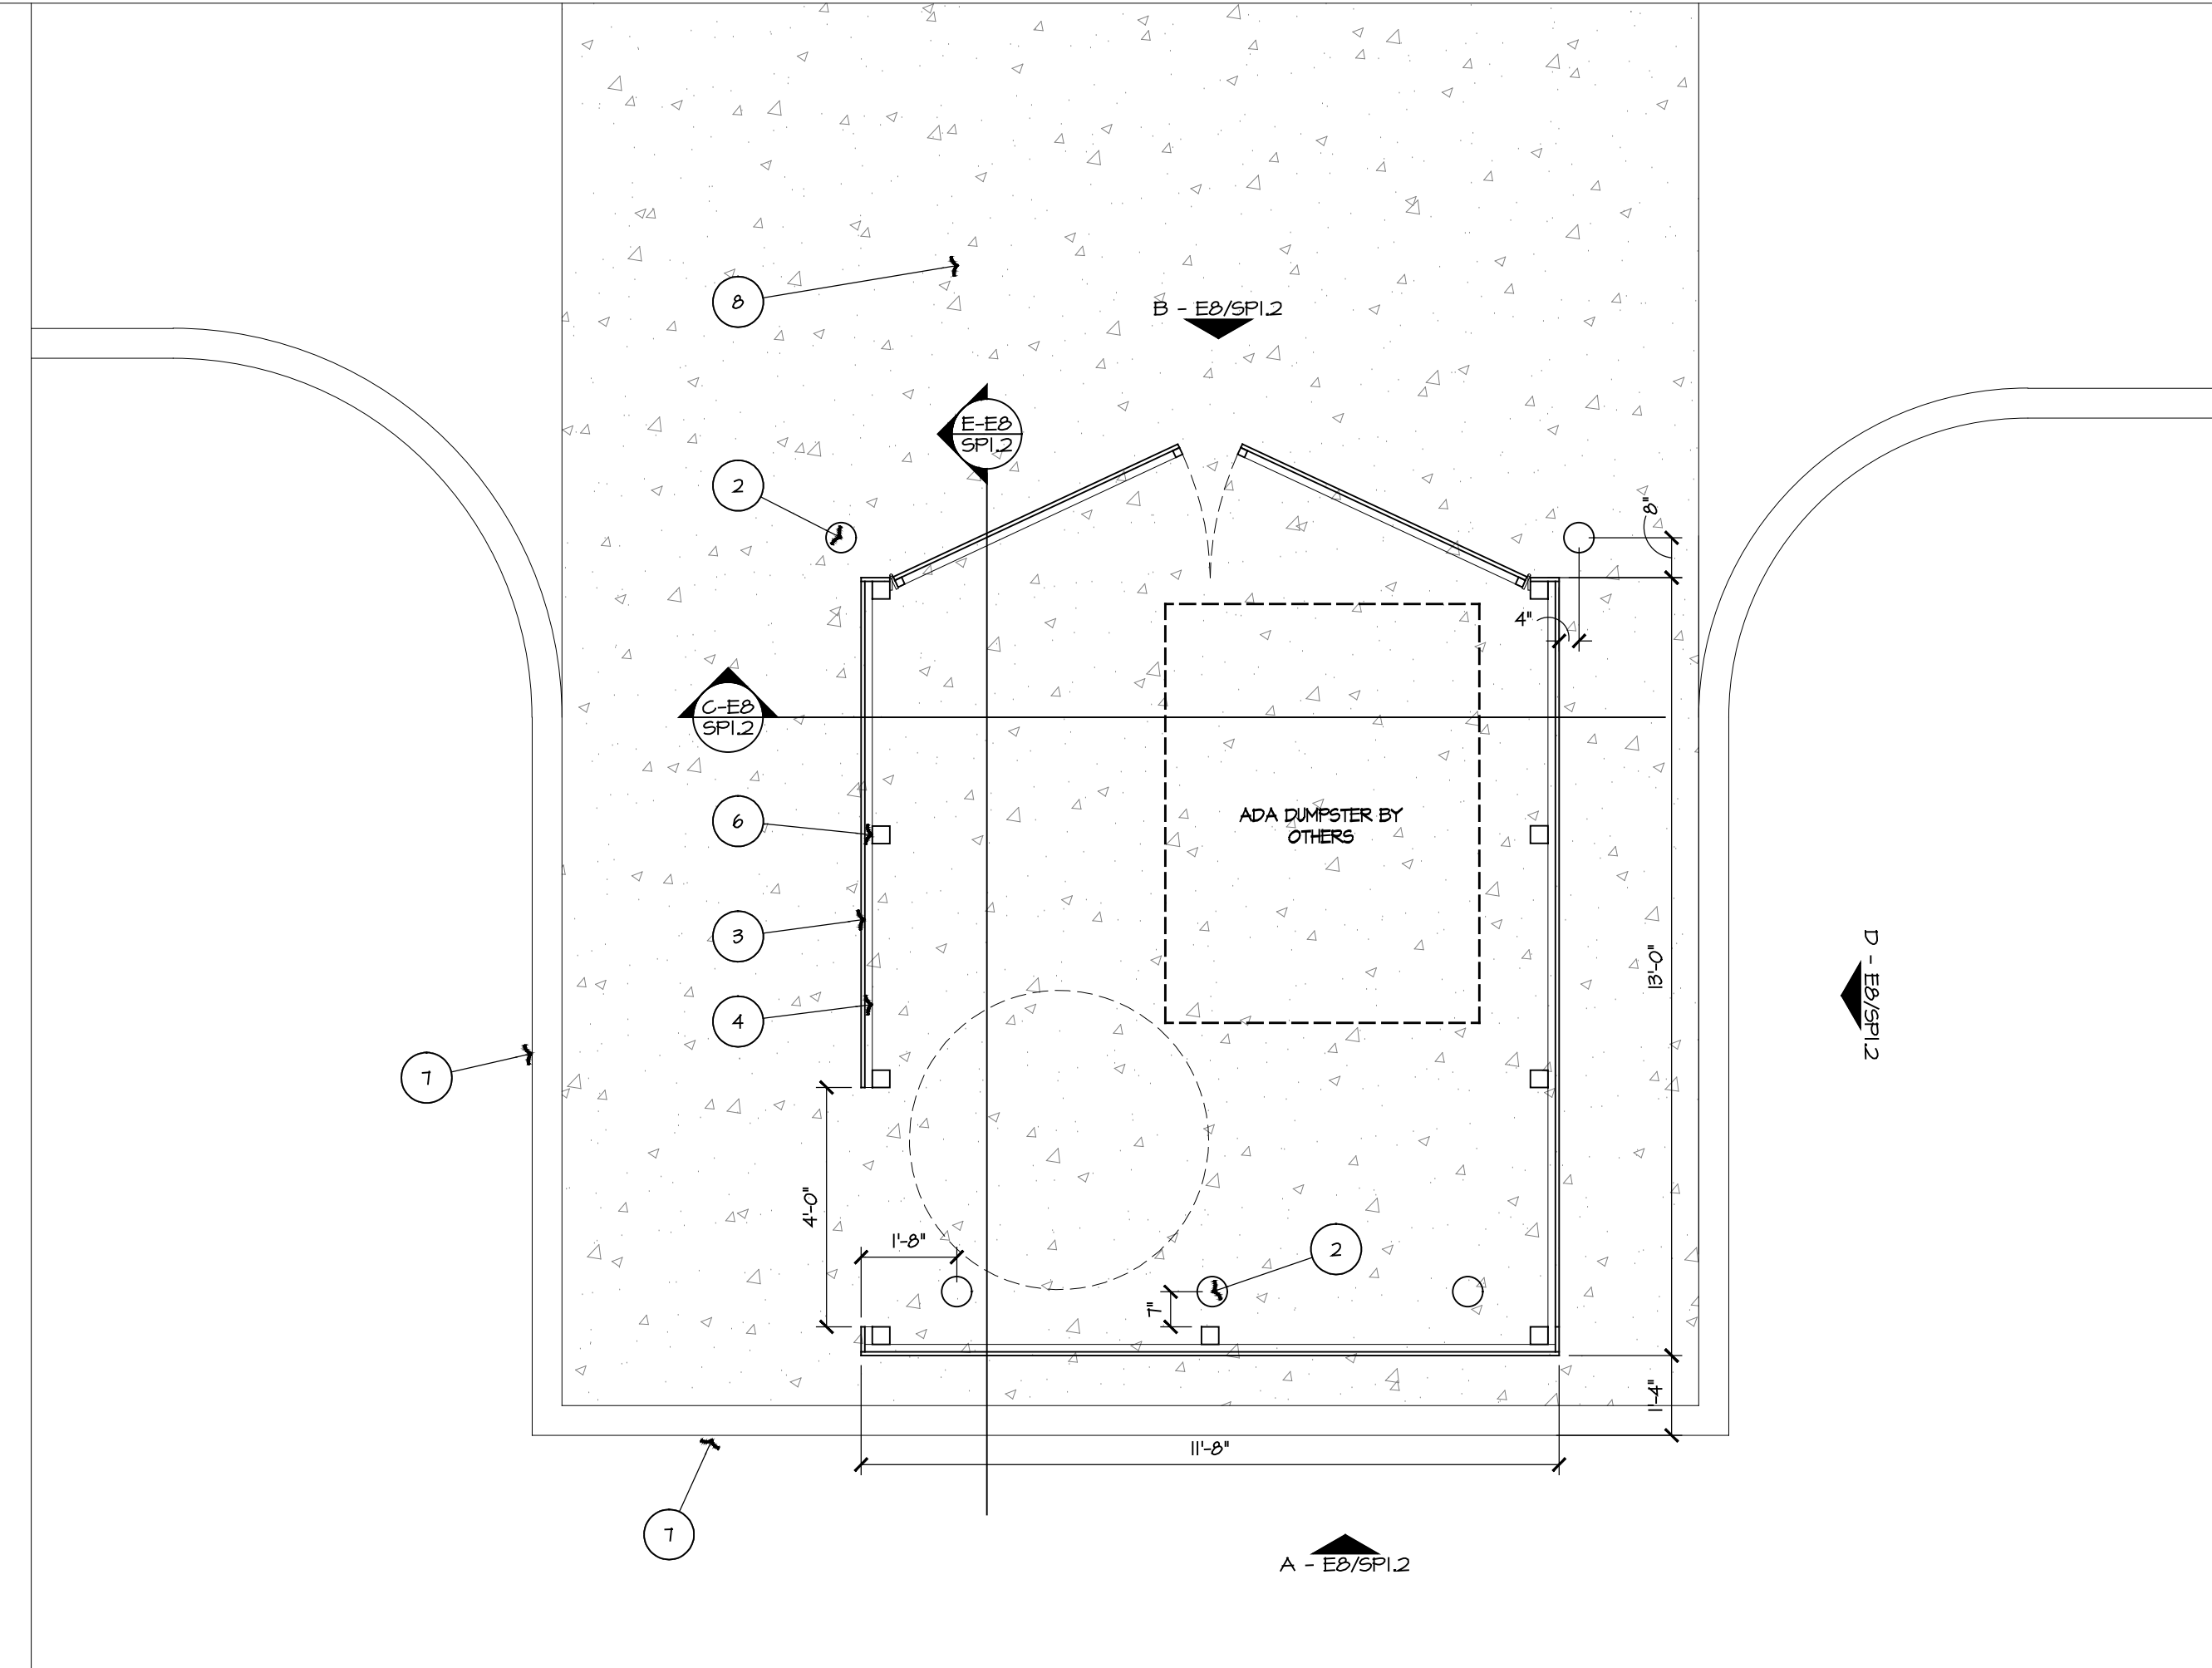 8
B - E8/SP1.2
E-E8
SP1.2
2
8"
4"
C-E8
SP1.2
6
ADA DUMPSTER BY
OTHERS
3
13'-0"
D - E8/SP1.2
4
7
4'-0"
1'-8"
2
7"
1'-4"
11'-8"
7
A - E8/SP1.2